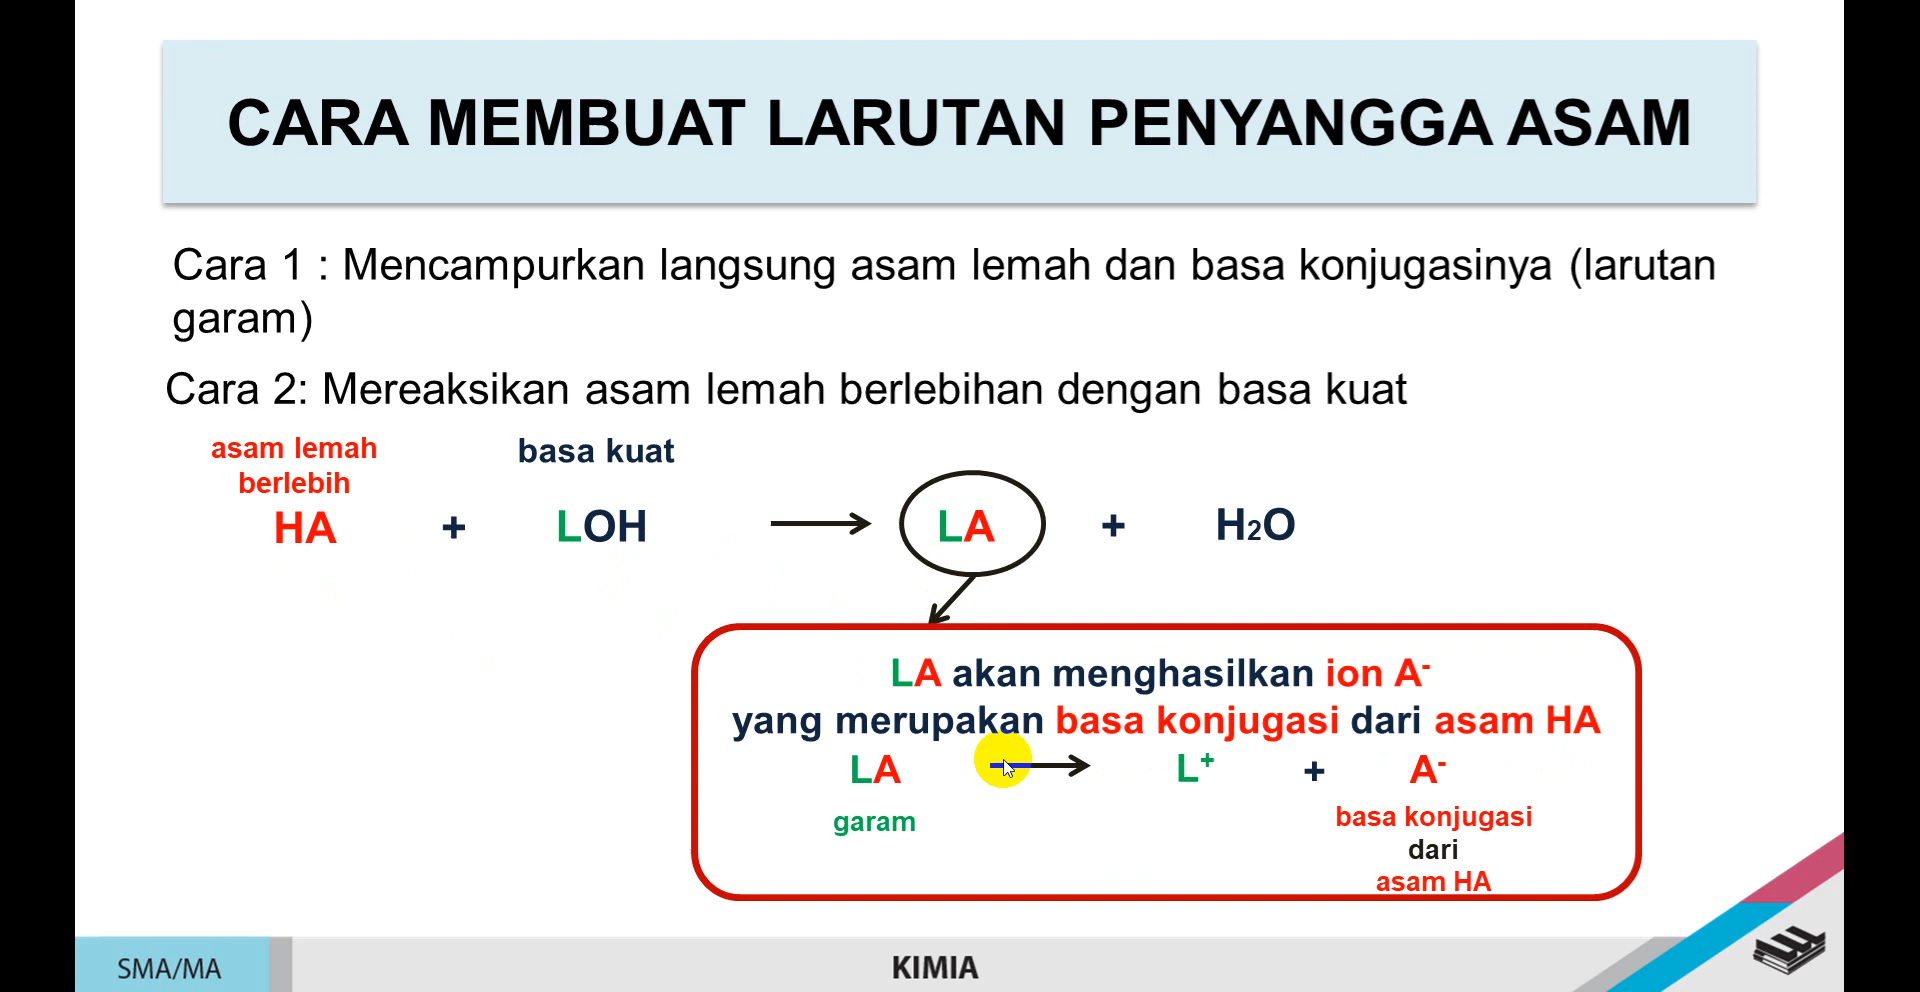 CARA MEMBUAT LARUTAN PENYANGGA ASAM
Cara 1 : Mencampurkan langsung asam lemah dan basa konjugasinya (larutan
garam)
Cara 2: Mereaksikan asam lemah berlebihan dengan basa kuat
asam lemah
berlebih
basa kuat
HA + LOH → LA + H₂O
LA akan menghasilkan ion A⁻
yang merupakan basa konjugasi dari asam HA
LA → L⁺ + A⁻
garam
basa konjugasi
dari
asam HA
SMA/MA
KIMIA